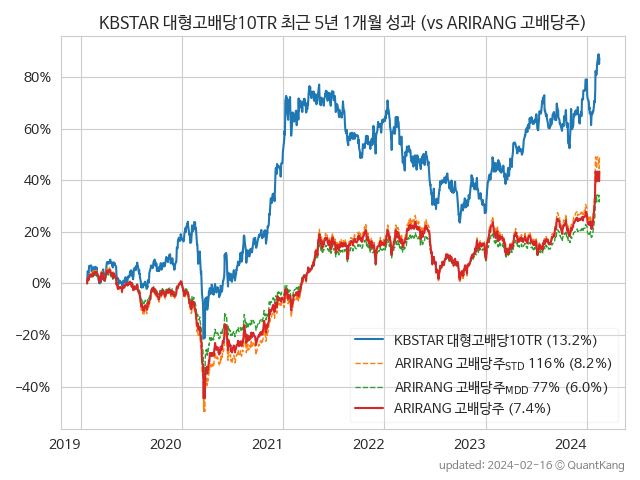 KBSTAR 대형고배당10TR 최근 5년 1개월 성과 (vs ARIRANG 고배당주)
80%
60%
40%
20%
0%
−20%
−40%
KBSTAR 대형고배당10TR (13.2%)
ARIRANG 고배당주STD 116% (8.2%)
ARIRANG 고배당주MDD 77% (6.0%)
ARIRANG 고배당주 (7.4%)
2019 2020 2021 2022 2023 2024
updated: 2024-02-16 © QuantKang